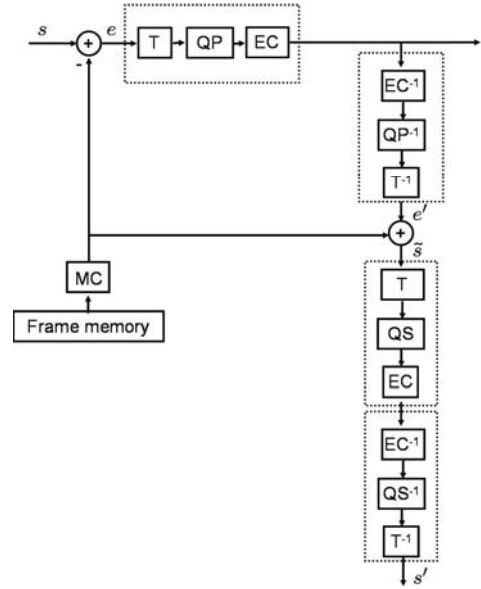 s
e
T
QP
EC
+
-
EC⁻¹
QP⁻¹
T⁻¹
e′
+
s̃
MC
T
Frame memory
QS
EC
EC⁻¹
QS⁻¹
T⁻¹
s′